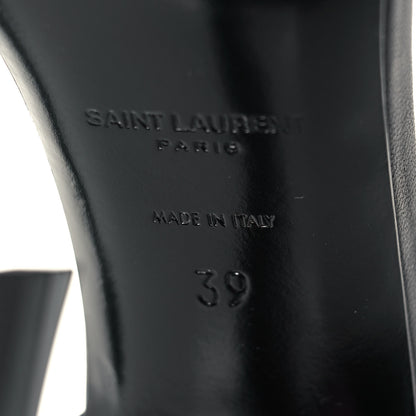 SAINT LAURENT
PARIS
MADE IN ITALY
39